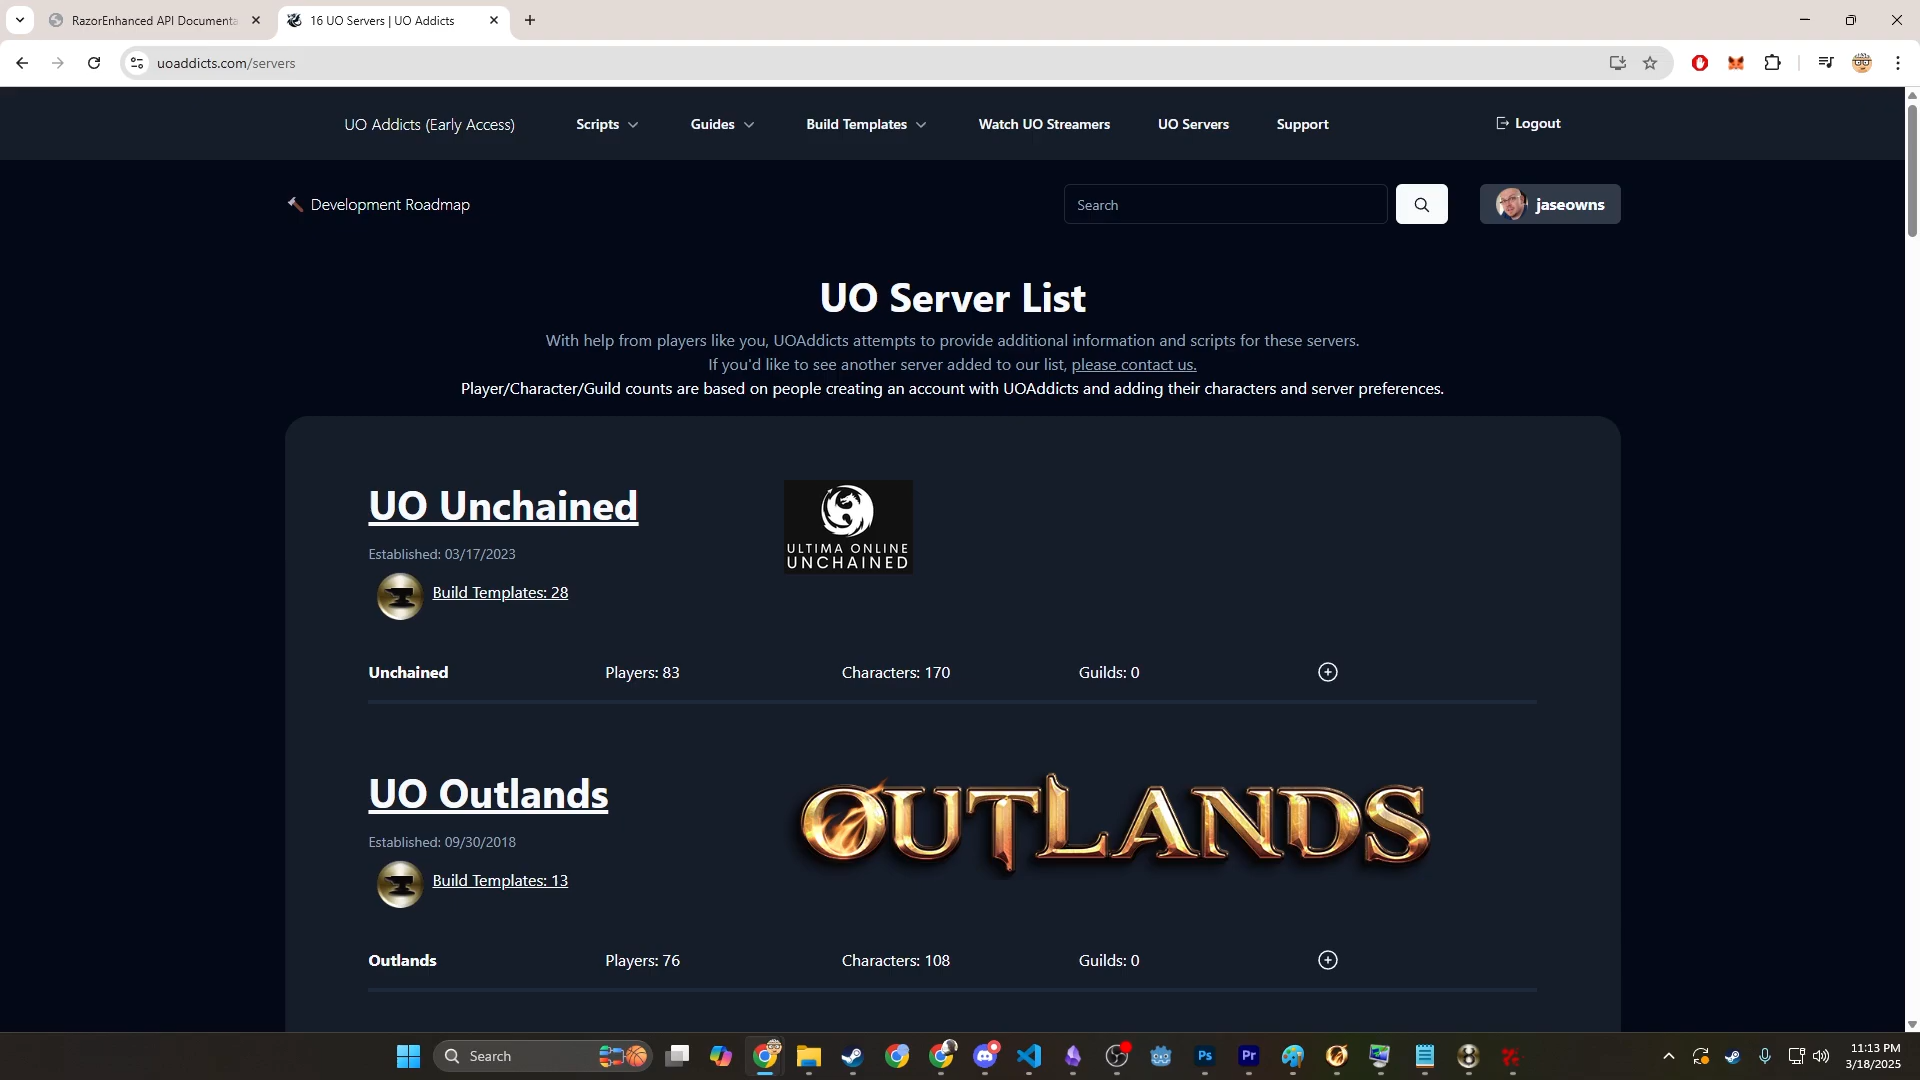 RazorEnhanced API Documenta
16 UO Servers | UO Addicts
uoaddicts.com/servers
UO Addicts (Early Access)
Scripts
Guides
Build Templates
Watch UO Streamers
UO Servers
Support
Logout
Development Roadmap
Search
jaseowns
UO Server List
With help from players like you, UOAddicts attempts to provide additional information and scripts for these servers.
If you'd like to see another server added to our list, please contact us.
Player/Character/Guild counts are based on people creating an account with UOAddicts and adding their characters and server preferences.
UO Unchained
ULTIMA ONLINE
UNCHAINED
Established: 03/17/2023
Build Templates: 28
Unchained
Players: 83
Characters: 170
Guilds: 0
UO Outlands
OUTLANDS
Established: 09/30/2018
Build Templates: 13
Outlands
Players: 76
Characters: 108
Guilds: 0
Search
Ps
Pr
11:13 PM
3/18/2025